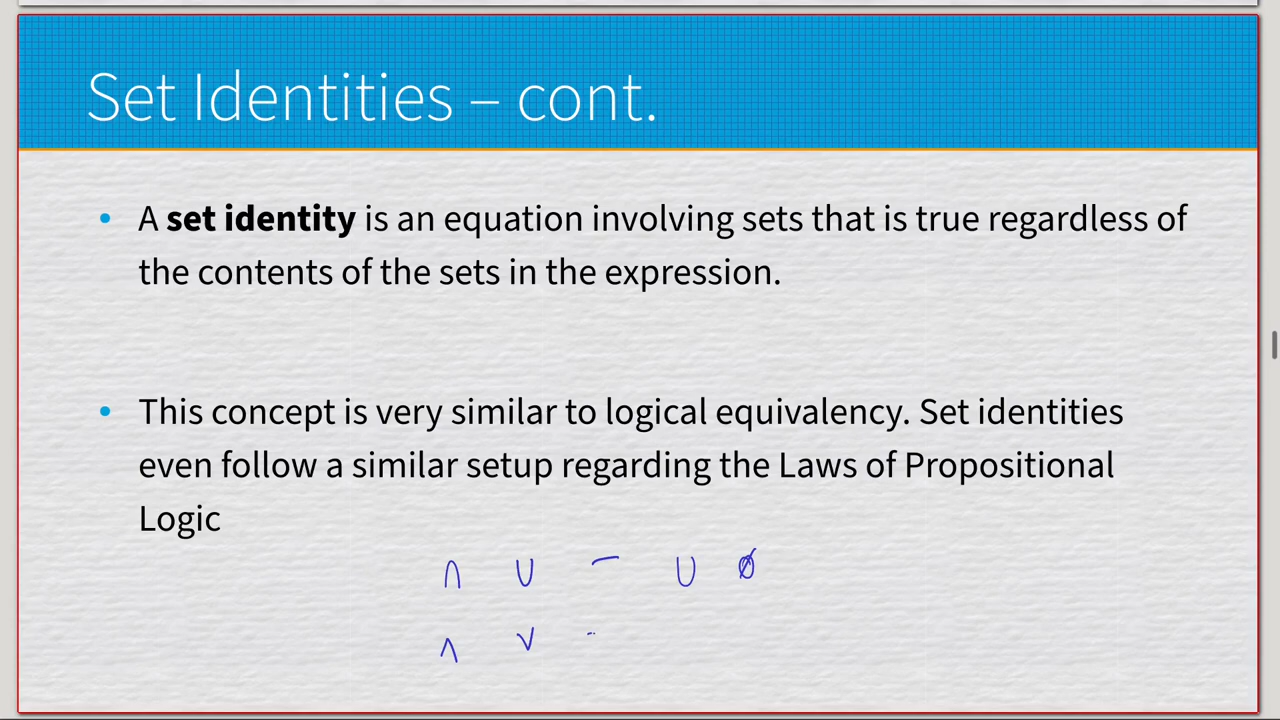 Set Identities – cont.
• A set identity is an equation involving sets that is true regardless of
the contents of the sets in the expression.
• This concept is very similar to logical equivalency. Set identities
even follow a similar setup regarding the Laws of Propositional
Logic
∩ ∪ ‾ U ∅
∧ ∨